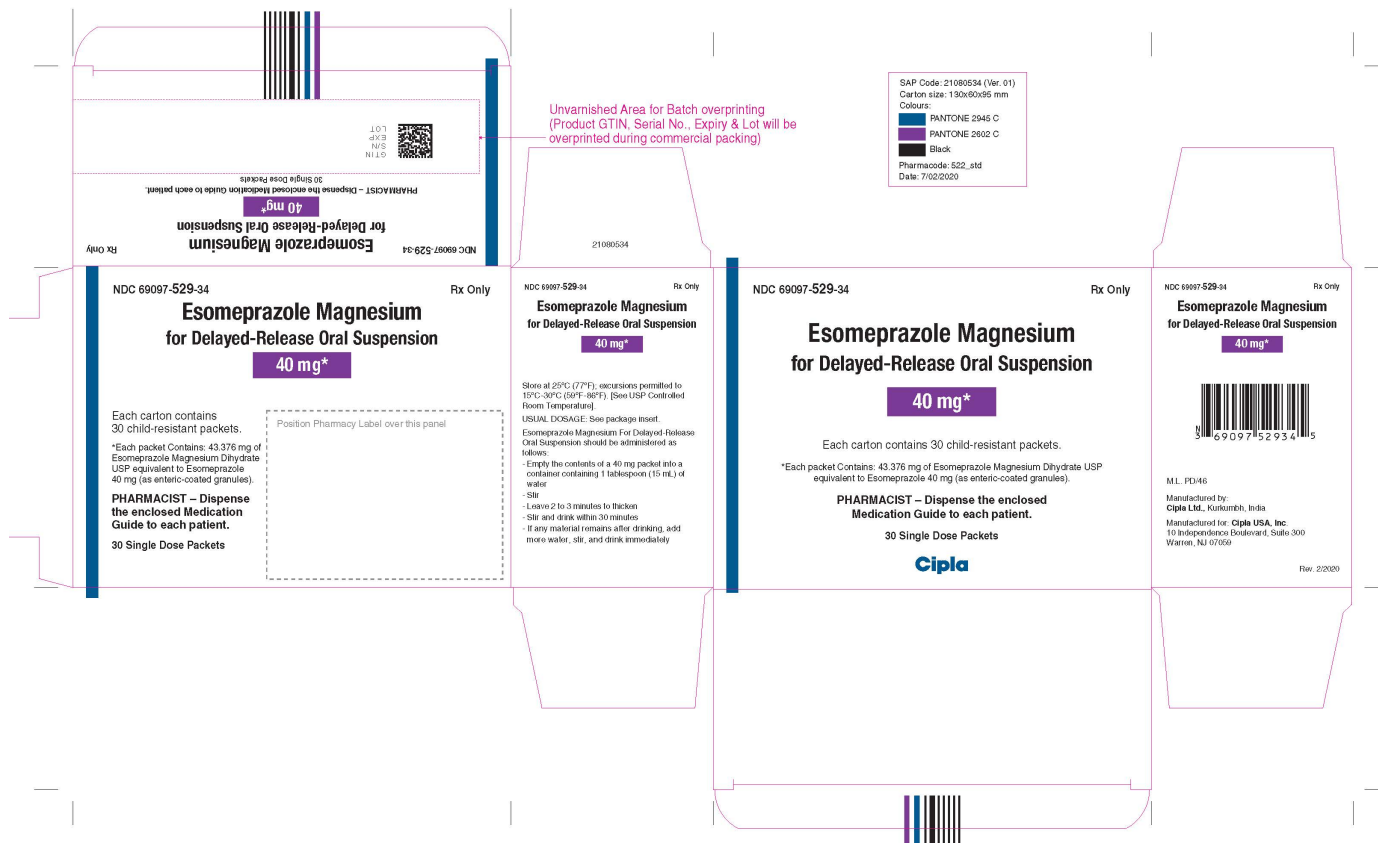 SAP Code: 21080534 (Ver. 01)
Carton size: 130x60x95 mm
Colours:
PANTONE 2945 C
PANTONE 2602 C
Black
Pharmacode: 522_std
Date: 7/02/2020
Unvarnished Area for Batch overprinting
(Product GTIN, Serial No., Expiry & Lot will be
overprinted during commercial packing)
NDC 69097-529-34
Rx Only
Esomeprazole Magnesium
for Delayed-Release Oral Suspension
40 mg*
PHARMACIST – Dispense the enclosed Medication Guide to each patient.
30 Single Dose Packets
GTIN
S/N
EXP
LOT
21080534
NDC 69097-529-34
Rx Only
Esomeprazole Magnesium
for Delayed-Release Oral Suspension
40 mg*
Each carton contains
30 child-resistant packets.
*Each packet Contains: 43.376 mg of
Esomeprazole Magnesium Dihydrate
USP equivalent to Esomeprazole
40 mg (as enteric-coated granules).
PHARMACIST – Dispense
the enclosed Medication
Guide to each patient.
30 Single Dose Packets
Position Pharmacy Label over this panel
NDC 69097-529-34
Rx Only
Esomeprazole Magnesium
for Delayed-Release Oral Suspension
40 mg*
Store at 25ºC (77ºF); excursions permitted to
15ºC-30ºC (59ºF-86ºF). [See USP Controlled
Room Temperature].
USUAL DOSAGE: See package insert.
Esomeprazole Magnesium For Delayed-Release
Oral Suspension should be administered as
follows:
- Empty the contents of a 40 mg packet into a
container containing 1 tablespoon (15 mL) of
water
- Stir
- Leave 2 to 3 minutes to thicken
- Stir and drink within 30 minutes
- If any material remains after drinking, add
more water, stir, and drink immediately
NDC 69097-529-34
Rx Only
Esomeprazole Magnesium
for Delayed-Release Oral Suspension
40 mg*
Each carton contains 30 child-resistant packets.
*Each packet Contains: 43.376 mg of Esomeprazole Magnesium Dihydrate USP
equivalent to Esomeprazole 40 mg (as enteric-coated granules).
PHARMACIST – Dispense the enclosed
Medication Guide to each patient.
30 Single Dose Packets
Cipla
NDC 69097-529-34
Rx Only
Esomeprazole Magnesium
for Delayed-Release Oral Suspension
40 mg*
N
3 69097 52934 5
M.L. PD/46
Manufactured by:
Cipla Ltd., Kurkumbh, India
Manufactured for: Cipla USA, Inc.
10 Independence Boulevard, Suite 300
Warren, NJ 07059
Rev. 2/2020